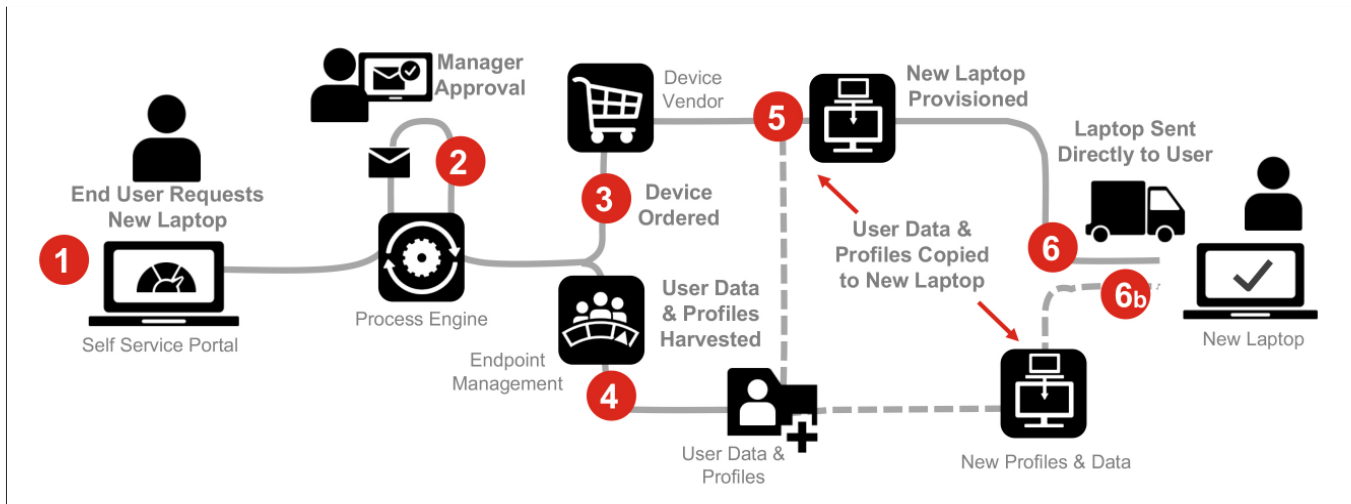 1
End User Requests
New Laptop
Self Service Portal
Manager
Approval
2
Process Engine
3
Device
Ordered
Device
Vendor
User Data
& Profiles
Harvested
Endpoint
Management
4
User Data &
Profiles
5
New Laptop
Provisioned
User Data &
Profiles Copied
to New Laptop
Laptop Sent
Directly to User
6
6b
New Profiles & Data
New Laptop